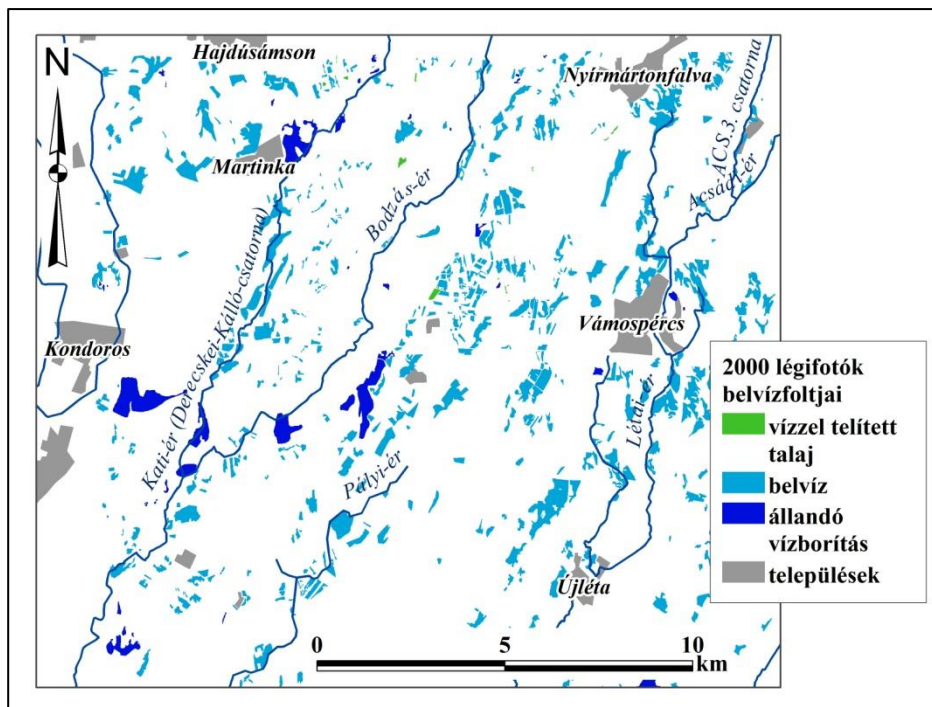 N
Hajdúsámson
Nyírmártonfalva
Martinka
Kondoros
Vámospércs
Újléta
Kati-ér (Derecskei-Kálló-csatorna)
Bodzás-ér
Pályi-ér
Létai-ér
A.C.S.3. csatorna
Acsádi-ér
2000 légifotók
belvízfoltjai
vízzel telített
talaj
belvíz
állandó
vízborítás
települések
0 5 10
km